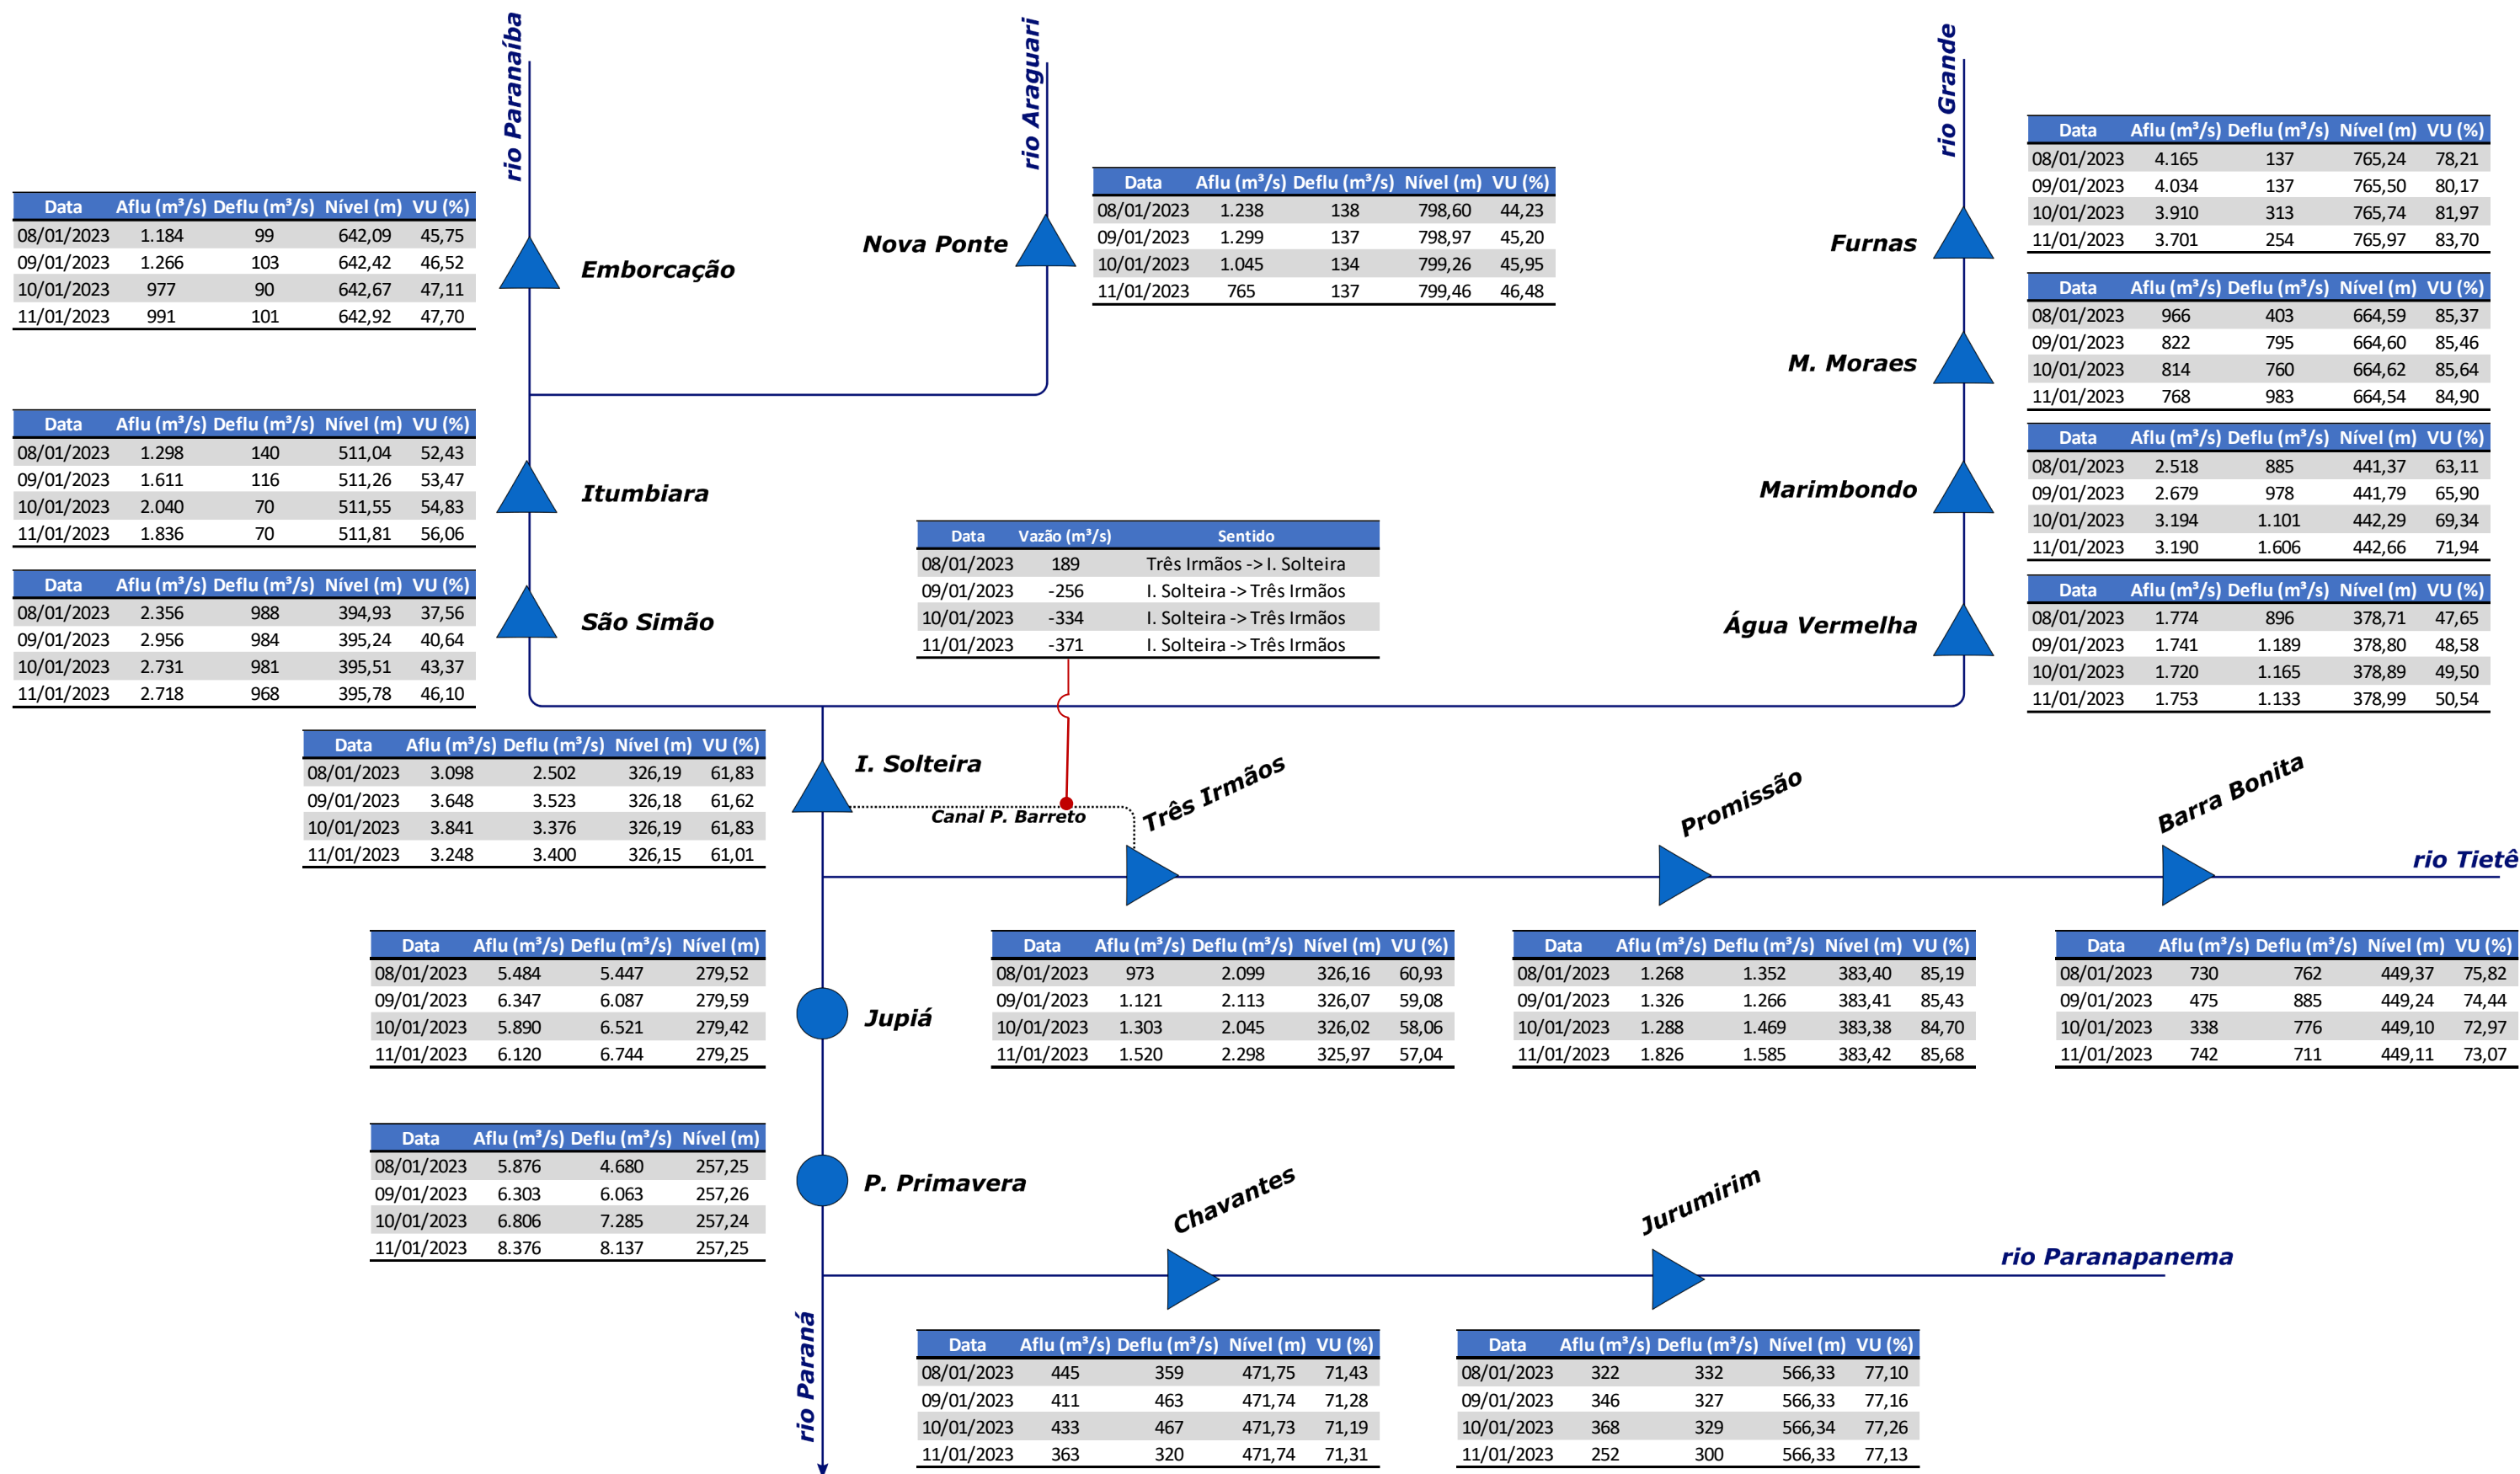 rio Paranaíba
rio Araguari
rio Grande
Data Aflu (m³/s) Deflu (m³/s) Nível (m) VU (%)
08/01/2023 4.165 137 765,24 78,21
09/01/2023 4.034 137 765,50 80,17
10/01/2023 3.910 313 765,74 81,97
11/01/2023 3.701 254 765,97 83,70
Furnas
Data Aflu (m³/s) Deflu (m³/s) Nível (m) VU (%)
08/01/2023 1.238 138 798,60 44,23
09/01/2023 1.299 137 798,97 45,20
10/01/2023 1.045 134 799,26 45,95
11/01/2023 765 137 799,46 46,48
Nova Ponte
Data Aflu (m³/s) Deflu (m³/s) Nível (m) VU (%)
08/01/2023 1.184 99 642,09 45,75
09/01/2023 1.266 103 642,42 46,52
10/01/2023 977 90 642,67 47,11
11/01/2023 991 101 642,92 47,70
Emborcação
Data Aflu (m³/s) Deflu (m³/s) Nível (m) VU (%)
08/01/2023 966 403 664,59 85,37
09/01/2023 822 795 664,60 85,46
10/01/2023 814 760 664,62 85,64
11/01/2023 768 983 664,54 84,90
M. Moraes
Data Aflu (m³/s) Deflu (m³/s) Nível (m) VU (%)
08/01/2023 1.298 140 511,04 52,43
09/01/2023 1.611 116 511,26 53,47
10/01/2023 2.040 70 511,55 54,83
11/01/2023 1.836 70 511,81 56,06
Itumbiara
Data Aflu (m³/s) Deflu (m³/s) Nível (m) VU (%)
08/01/2023 2.518 885 441,37 63,11
09/01/2023 2.679 978 441,79 65,90
10/01/2023 3.194 1.101 442,29 69,34
11/01/2023 3.190 1.606 442,66 71,94
Marimbondo
Data Vazão (m³/s) Sentido
08/01/2023 189 Três Irmãos -> I. Solteira
09/01/2023 -256 I. Solteira -> Três Irmãos
10/01/2023 -334 I. Solteira -> Três Irmãos
11/01/2023 -371 I. Solteira -> Três Irmãos
Data Aflu (m³/s) Deflu (m³/s) Nível (m) VU (%)
08/01/2023 2.356 988 394,93 37,56
09/01/2023 2.956 984 395,24 40,64
10/01/2023 2.731 981 395,51 43,37
11/01/2023 2.718 968 395,78 46,10
São Simão
Data Aflu (m³/s) Deflu (m³/s) Nível (m) VU (%)
08/01/2023 1.774 896 378,71 47,65
09/01/2023 1.741 1.189 378,80 48,58
10/01/2023 1.720 1.165 378,89 49,50
11/01/2023 1.753 1.133 378,99 50,54
Água Vermelha
Data Aflu (m³/s) Deflu (m³/s) Nível (m) VU (%)
08/01/2023 3.098 2.502 326,19 61,83
09/01/2023 3.648 3.523 326,18 61,62
10/01/2023 3.841 3.376 326,19 61,83
11/01/2023 3.248 3.400 326,15 61,01
I. Solteira
Canal P. Barreto
Três Irmãos
Promissão
Barra Bonita
rio Tietê
Data Aflu (m³/s) Deflu (m³/s) Nível (m)
08/01/2023 5.484 5.447 279,52
09/01/2023 6.347 6.087 279,59
10/01/2023 5.890 6.521 279,42
11/01/2023 6.120 6.744 279,25
Jupiá
Data Aflu (m³/s) Deflu (m³/s) Nível (m) VU (%)
08/01/2023 973 2.099 326,16 60,93
09/01/2023 1.121 2.113 326,07 59,08
10/01/2023 1.303 2.045 326,02 58,06
11/01/2023 1.520 2.298 325,97 57,04
Data Aflu (m³/s) Deflu (m³/s) Nível (m) VU (%)
08/01/2023 1.268 1.352 383,40 85,19
09/01/2023 1.326 1.266 383,41 85,43
10/01/2023 1.288 1.469 383,38 84,70
11/01/2023 1.826 1.585 383,42 85,68
Data Aflu (m³/s) Deflu (m³/s) Nível (m) VU (%)
08/01/2023 730 762 449,37 75,82
09/01/2023 475 885 449,24 74,44
10/01/2023 338 776 449,10 72,97
11/01/2023 742 711 449,11 73,07
Data Aflu (m³/s) Deflu (m³/s) Nível (m)
08/01/2023 5.876 4.680 257,25
09/01/2023 6.303 6.063 257,26
10/01/2023 6.806 7.285 257,24
11/01/2023 8.376 8.137 257,25
P. Primavera
Chavantes
Jurumirim
rio Paranapanema
rio Paraná
Data Aflu (m³/s) Deflu (m³/s) Nível (m) VU (%)
08/01/2023 445 359 471,75 71,43
09/01/2023 411 463 471,74 71,28
10/01/2023 433 467 471,73 71,19
11/01/2023 363 320 471,74 71,31
Data Aflu (m³/s) Deflu (m³/s) Nível (m) VU (%)
08/01/2023 322 332 566,33 77,10
09/01/2023 346 327 566,33 77,16
10/01/2023 368 329 566,34 77,26
11/01/2023 252 300 566,33 77,13